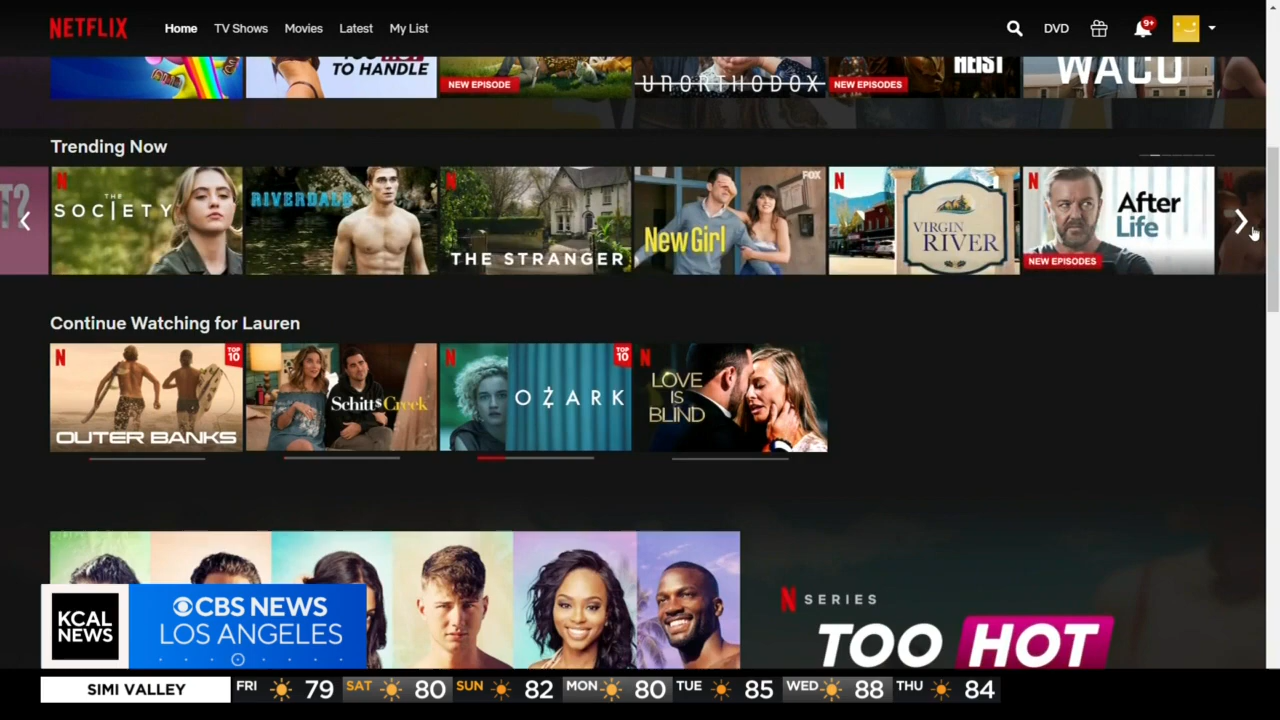 NETFLIX
Home TV Shows Movies Latest My List
DVD
9+
TO HANDLE
NEW EPISODE
UNORTHODOX
NEW EPISODES
HEIST
WACO
Trending Now
T?
THE
SOCIETY
RIVERDALE
THE STRANGER
FOX
New Girl
VIRGIN
RIVER
After
Life
NEW EPISODES
Continue Watching for Lauren
TOP
10
OUTER BANKS
Schitt's Creek
TOP
10
OZARK
LOVE
IS
BLIND
N SERIES
TOO HOT
KCAL
NEWS
CBS NEWS
LOS ANGELES
SIMI VALLEY FRI 79 SAT 80 SUN 82 MON 80 TUE 85 WED 88 THU 84